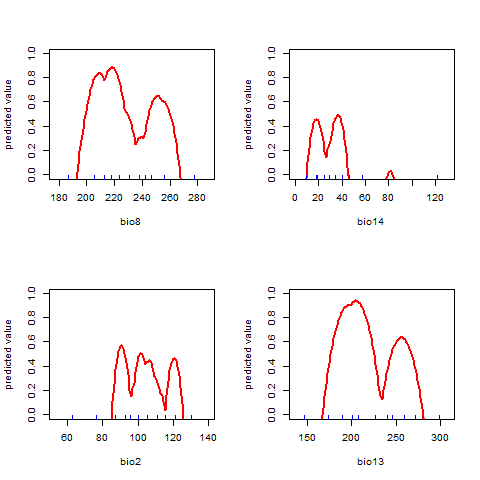 predicted value
0.0 0.2 0.4 0.6 0.8 1.0
180 200 220 240 260 280
bio8
predicted value
0.0 0.2 0.4 0.6 0.8 1.0
0 20 40 60 80 120
bio14
predicted value
0.0 0.2 0.4 0.6 0.8 1.0
60 80 100 120 140
bio2
predicted value
0.0 0.2 0.4 0.6 0.8 1.0
150 200 250 300
bio13